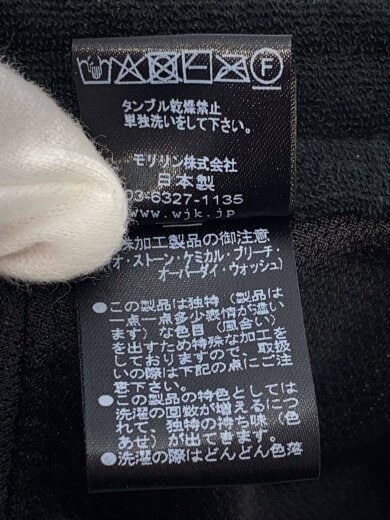 タンブル乾燥禁止
単独洗いをして下さい。
モリリン株式会社
日本製
03-6327-1135
www.wjk.jp
殊加工製品の御注意
オ・ストーン・ケミカル・ブリーチ・
オーバーダイ・ウォッシュ)
●この製品は独特(製品は
一点一点多少表情が違い
ます)な色目(風合い)
を出すため特殊な加工を
しておりますので、取扱
いの際は下記の点にご注
意下さい。
●この製品の特色としては
洗濯の回数が増えるにつ
れて、独特の持ち味(色
あせ)が出てきます。
●洗濯の際はどんどん色落